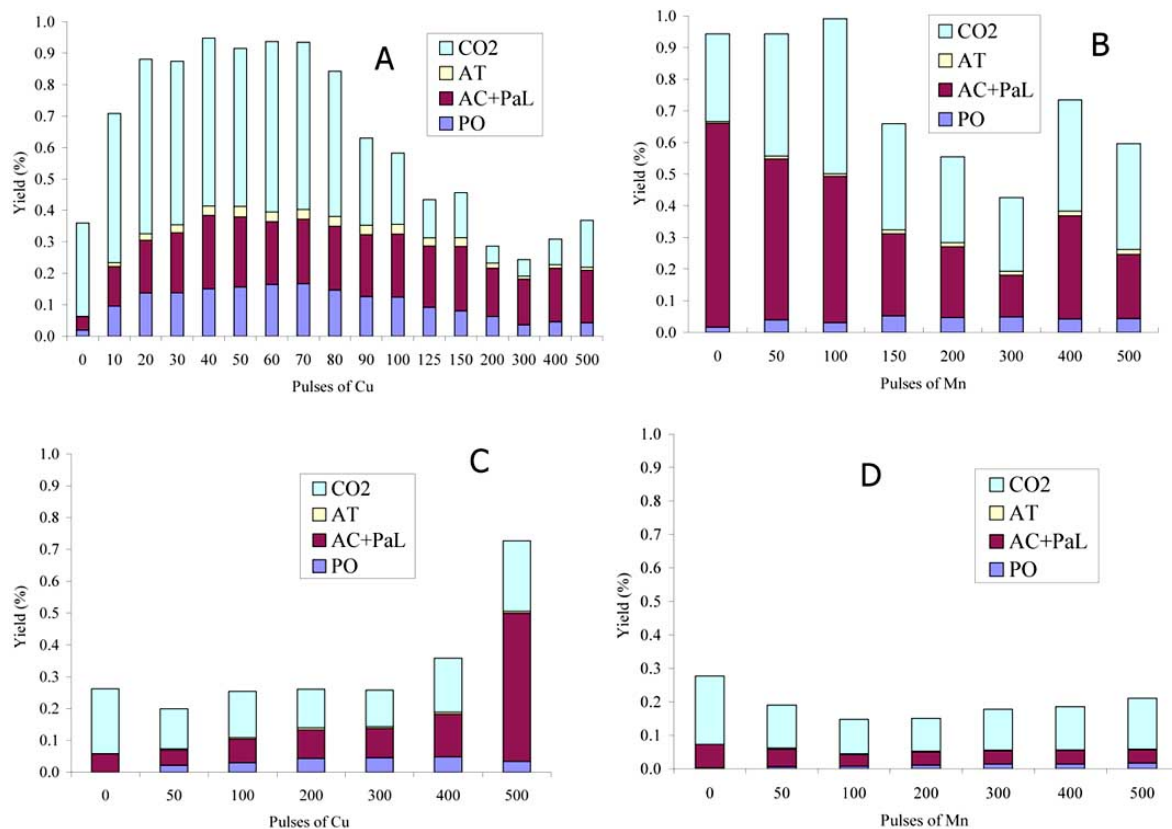 A
Yield (%)
1.0
0.9
0.8
0.7
0.6
0.5
0.4
0.3
0.2
0.1
0.0
CO2
AT
AC+PaL
PO
0 10 20 30 40 50 60 70 80 90 100 125 150 200 300 400 500
Pulses of Cu
B
Yield (%)
1.0
0.9
0.8
0.7
0.6
0.5
0.4
0.3
0.2
0.1
0.0
CO2
AT
AC+PaL
PO
0 50 100 150 200 300 400 500
Pulses of Mn
C
Yield (%)
1.0
0.9
0.8
0.7
0.6
0.5
0.4
0.3
0.2
0.1
0.0
CO2
AT
AC+PaL
PO
0 50 100 200 300 400 500
Pulses of Cu
D
Yield (%)
1.0
0.9
0.8
0.7
0.6
0.5
0.4
0.3
0.2
0.1
0.0
CO2
AT
AC+PaL
PO
0 50 100 200 300 400 500
Pulses of Mn